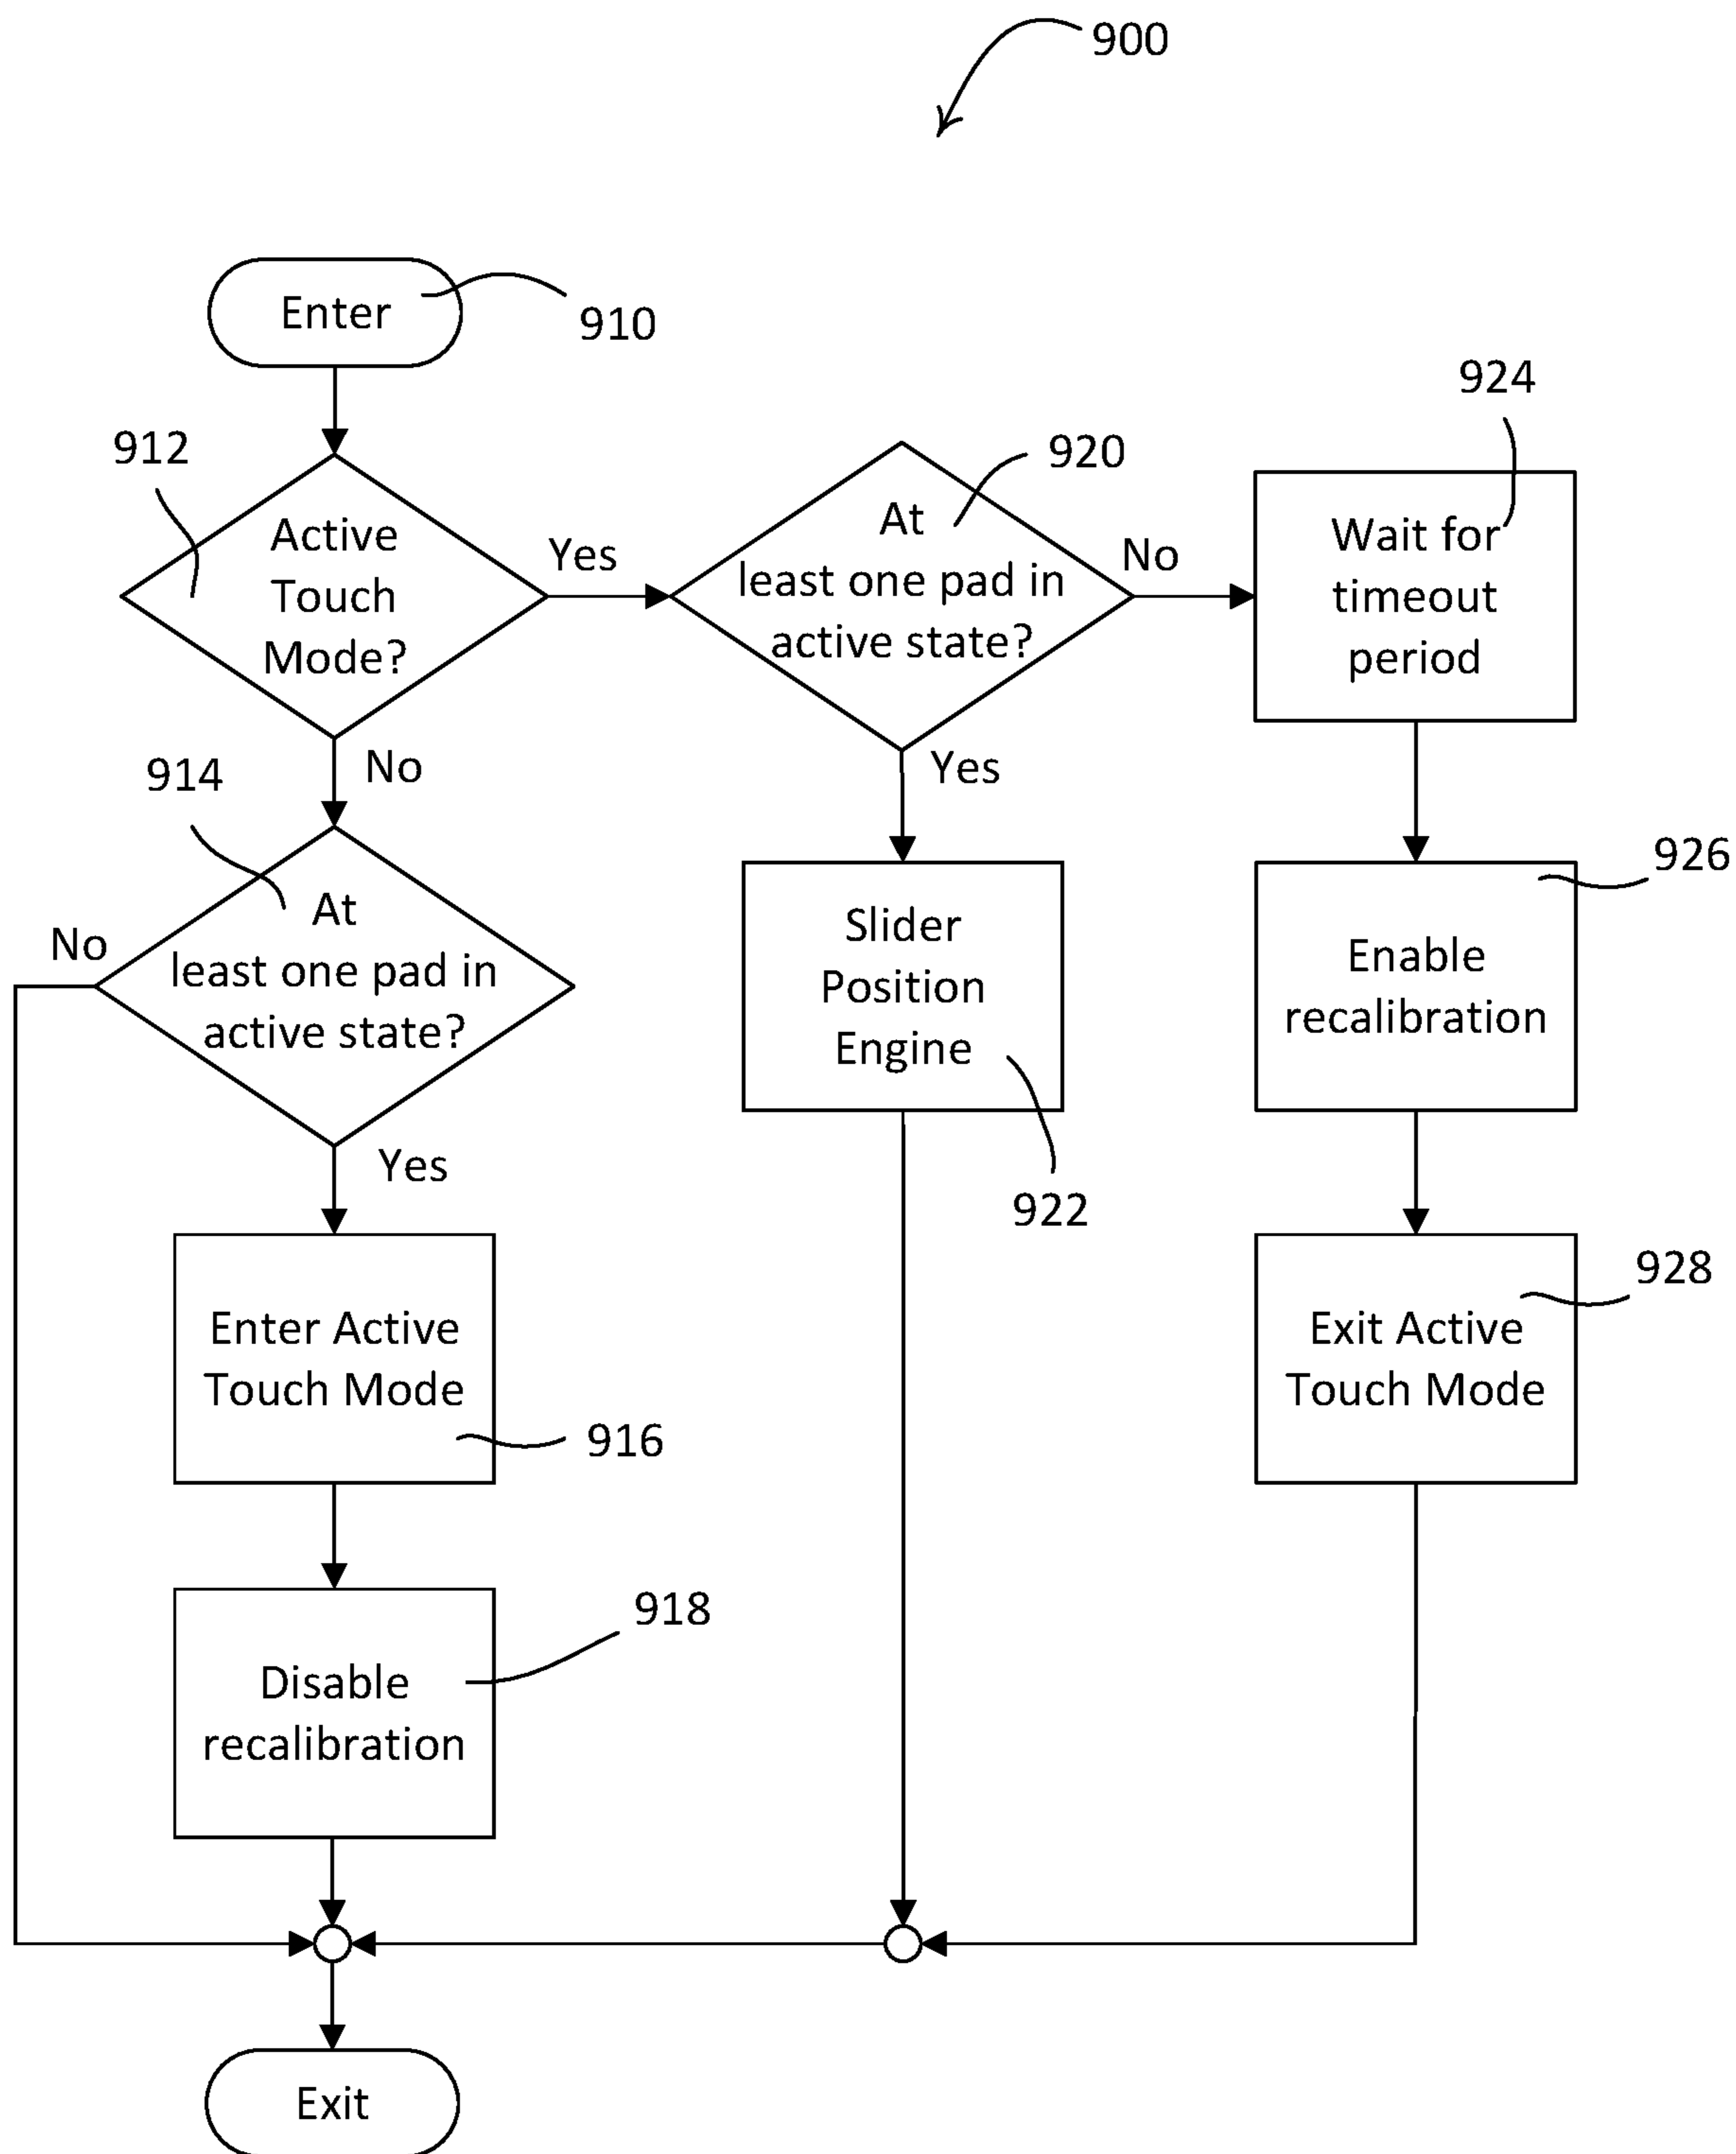 900
Enter
910
912
Active
Touch
Mode?
Yes
No
920
At
least one pad in
active state?
No
Yes
924
Wait for
timeout
period
914
At
least one pad in
active state?
No
Yes
Slider
Position
Engine
922
926
Enable
recalibration
Enter Active
Touch Mode
916
928
Exit Active
Touch Mode
918
Disable
recalibration
Exit